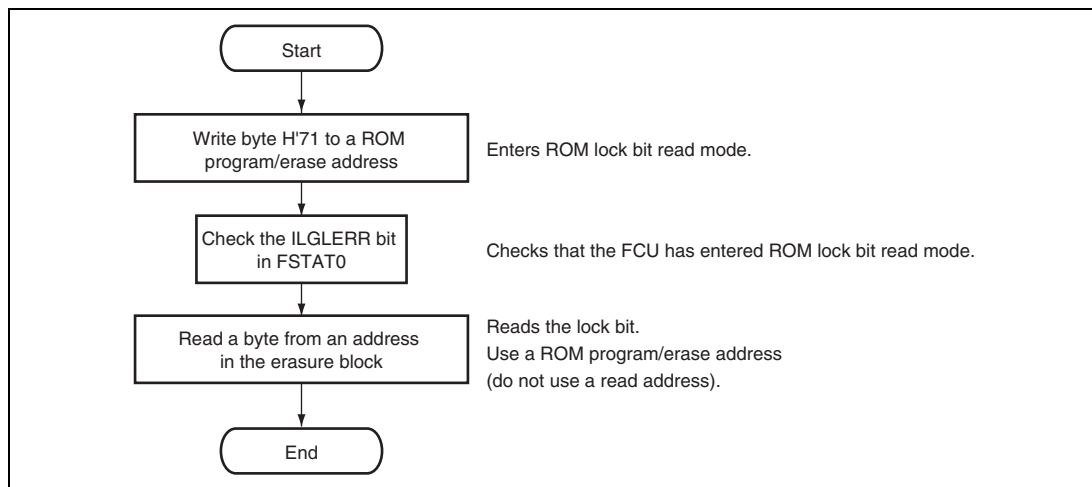 Start
Write byte H'71 to a ROM
program/erase address
Enters ROM lock bit read mode.
Check the ILGLERR bit
in FSTAT0
Checks that the FCU has entered ROM lock bit read mode.
Read a byte from an address
in the erasure block
Reads the lock bit.
Use a ROM program/erase address
(do not use a read address).
End